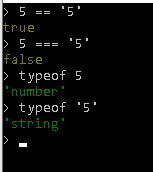 > 5 == '5'
true
> 5 === '5'
false
> typeof 5
'number'
> typeof '5'
'string'
>